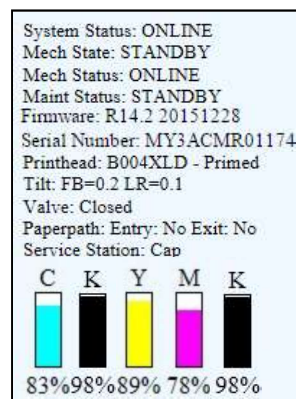 System Status: ONLINE
Mech State: STANDBY
Mech Status: ONLINE
Maint Status: STANDBY
Firmware: R14.2 20151228
Serial Number: MY3ACMR01174
Printhead: B004XLD - Primed
Tilt: FB=0.2 LR=0.1
Valve: Closed
Paperpath: Entry: No Exit: No
Service Station: Cap
C K Y M K
83% 98% 89% 78% 98%